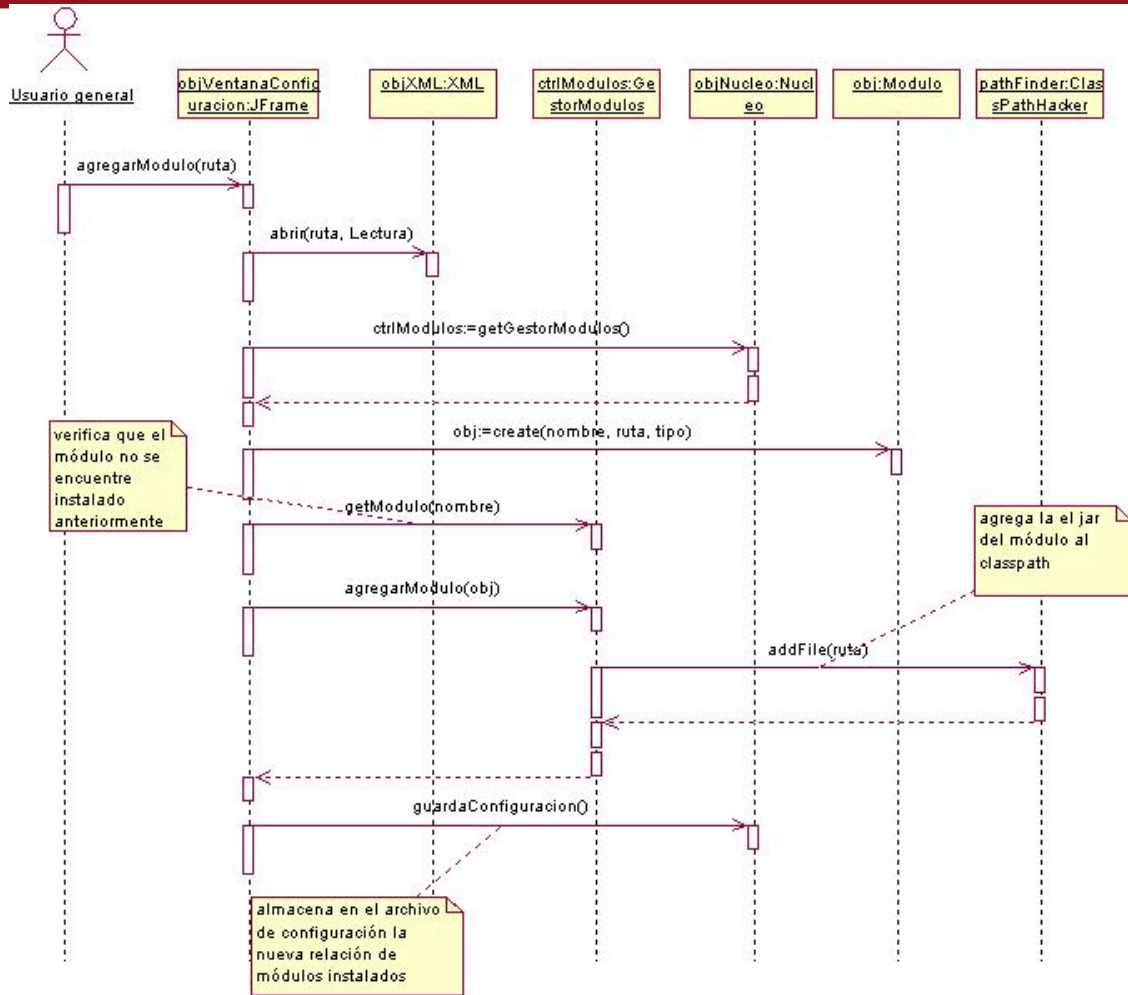 Usuario general
objVentanaConfig
uracion:JFrame
objXML:XML
ctrlModulos:Ge
storModulos
objNucleo:Nucl
eo
obj:Modulo
pathFinder:Clas
sPathHacker
agregarModulo(ruta)
abrir(ruta, Lectura)
ctrlModulos:=getGestorModulos()
verifica que el
módulo no se
encuentre
instalado
anteriormente
obj:=create(nombre, ruta, tipo)
getModulo(nombre)
agrega la el jar
del módulo al
classpath
agregarModulo(obj)
addFile(ruta)
guardaConfiguracion()
almacena en el archivo
de configuración la
nueva relación de
módulos instalados